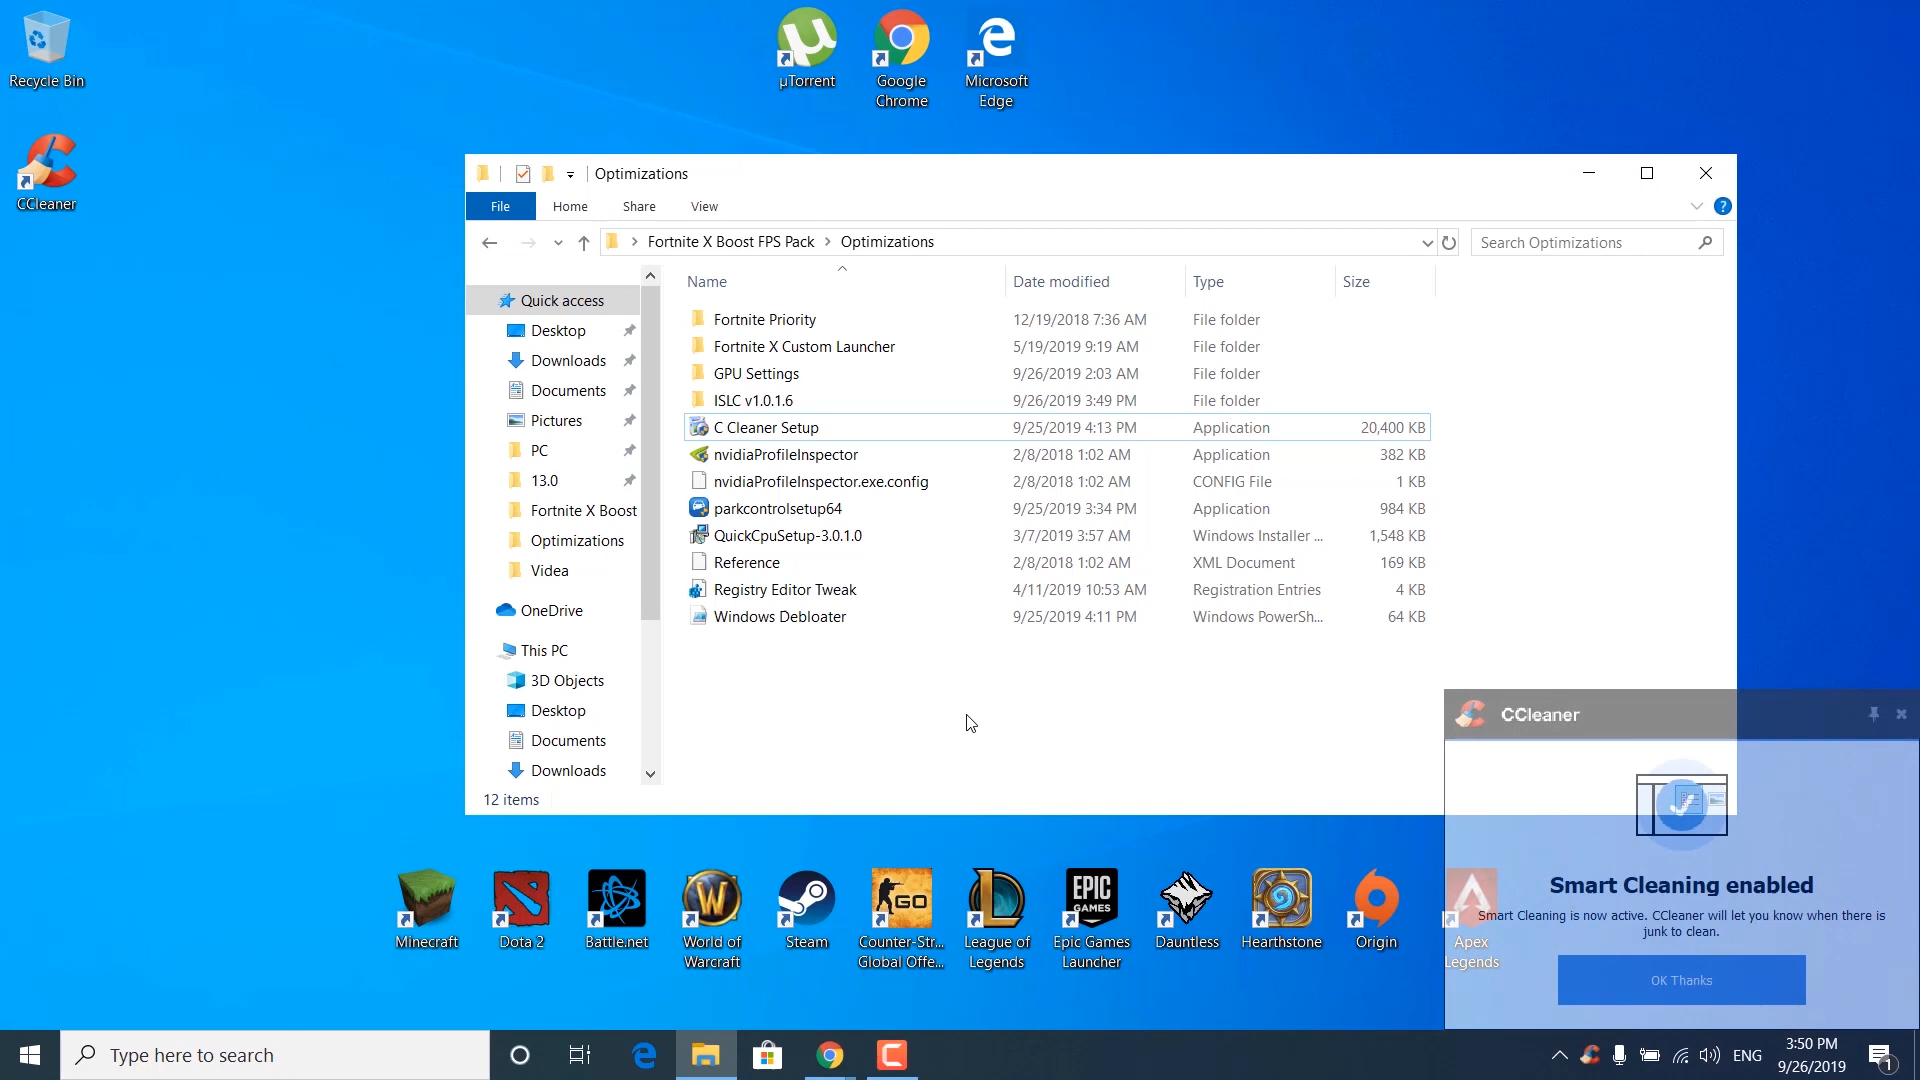 Recycle Bin
CCleaner
µTorrent
Google
Chrome
Microsoft
Edge
Optimizations
File
Home
Share
View
?
Fortnite X Boost FPS Pack
Optimizations
Search Optimizations
Quick access
Desktop
Downloads
Documents
Pictures
PC
13.0
Fortnite X Boost
Optimizations
Videa
OneDrive
This PC
3D Objects
Desktop
Documents
Downloads
Name Date modified Type Size
Fortnite Priority 12/19/2018 7:36 AM File folder
Fortnite X Custom Launcher 5/19/2019 9:19 AM File folder
GPU Settings 9/26/2019 2:03 AM File folder
ISLC v1.0.1.6 9/26/2019 3:49 PM File folder
C Cleaner Setup 9/25/2019 4:13 PM Application 20,400 KB
nvidiaProfileInspector 2/8/2018 1:02 AM Application 382 KB
nvidiaProfileInspector.exe.config 2/8/2018 1:02 AM CONFIG File 1 KB
parkcontrolsetup64 9/25/2019 3:34 PM Application 984 KB
QuickCpuSetup-3.0.1.0 3/7/2019 3:57 AM Windows Installer ... 1,548 KB
Reference 2/8/2018 1:02 AM XML Document 169 KB
Registry Editor Tweak 4/11/2019 10:53 AM Registration Entries 4 KB
Windows Debloater 9/25/2019 4:11 PM Windows PowerSh... 64 KB
12 items
CCleaner
Smart Cleaning enabled
Smart Cleaning is now active. CCleaner will let you know when there is
junk to clean.
OK Thanks
Minecraft
Dota 2
Battle.net
World of
Warcraft
Steam
GO
Counter-Str...
Global Offe...
League of
Legends
EPIC
GAMES
Epic Games
Launcher
Dauntless
Hearthstone
Origin
Apex
Legends
Type here to search
ENG
3:50 PM
9/26/2019
1